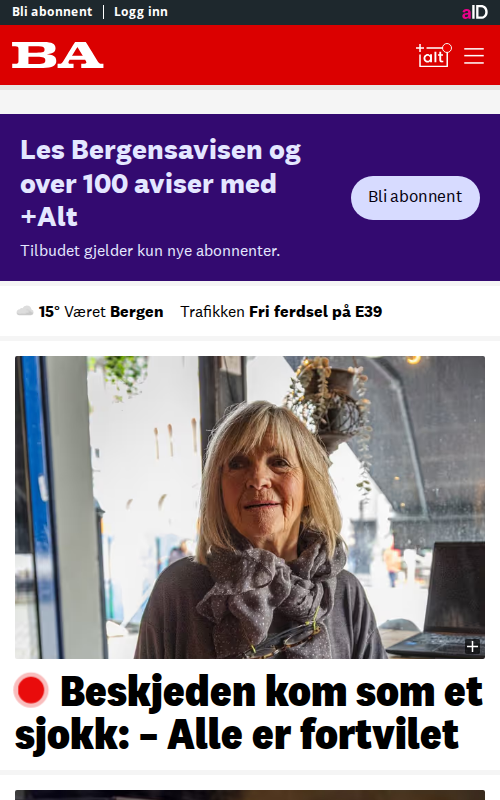 Bli abonnent Logg inn aID
BA +alt
Les Bergensavisen og
over 100 aviser med
+Alt
Bli abonnent
Tilbudet gjelder kun nye abonnenter.
15° Været Bergen Trafikken Fri ferdsel på E39
Beskjeden kom som et
sjokk: – Alle er fortvilet